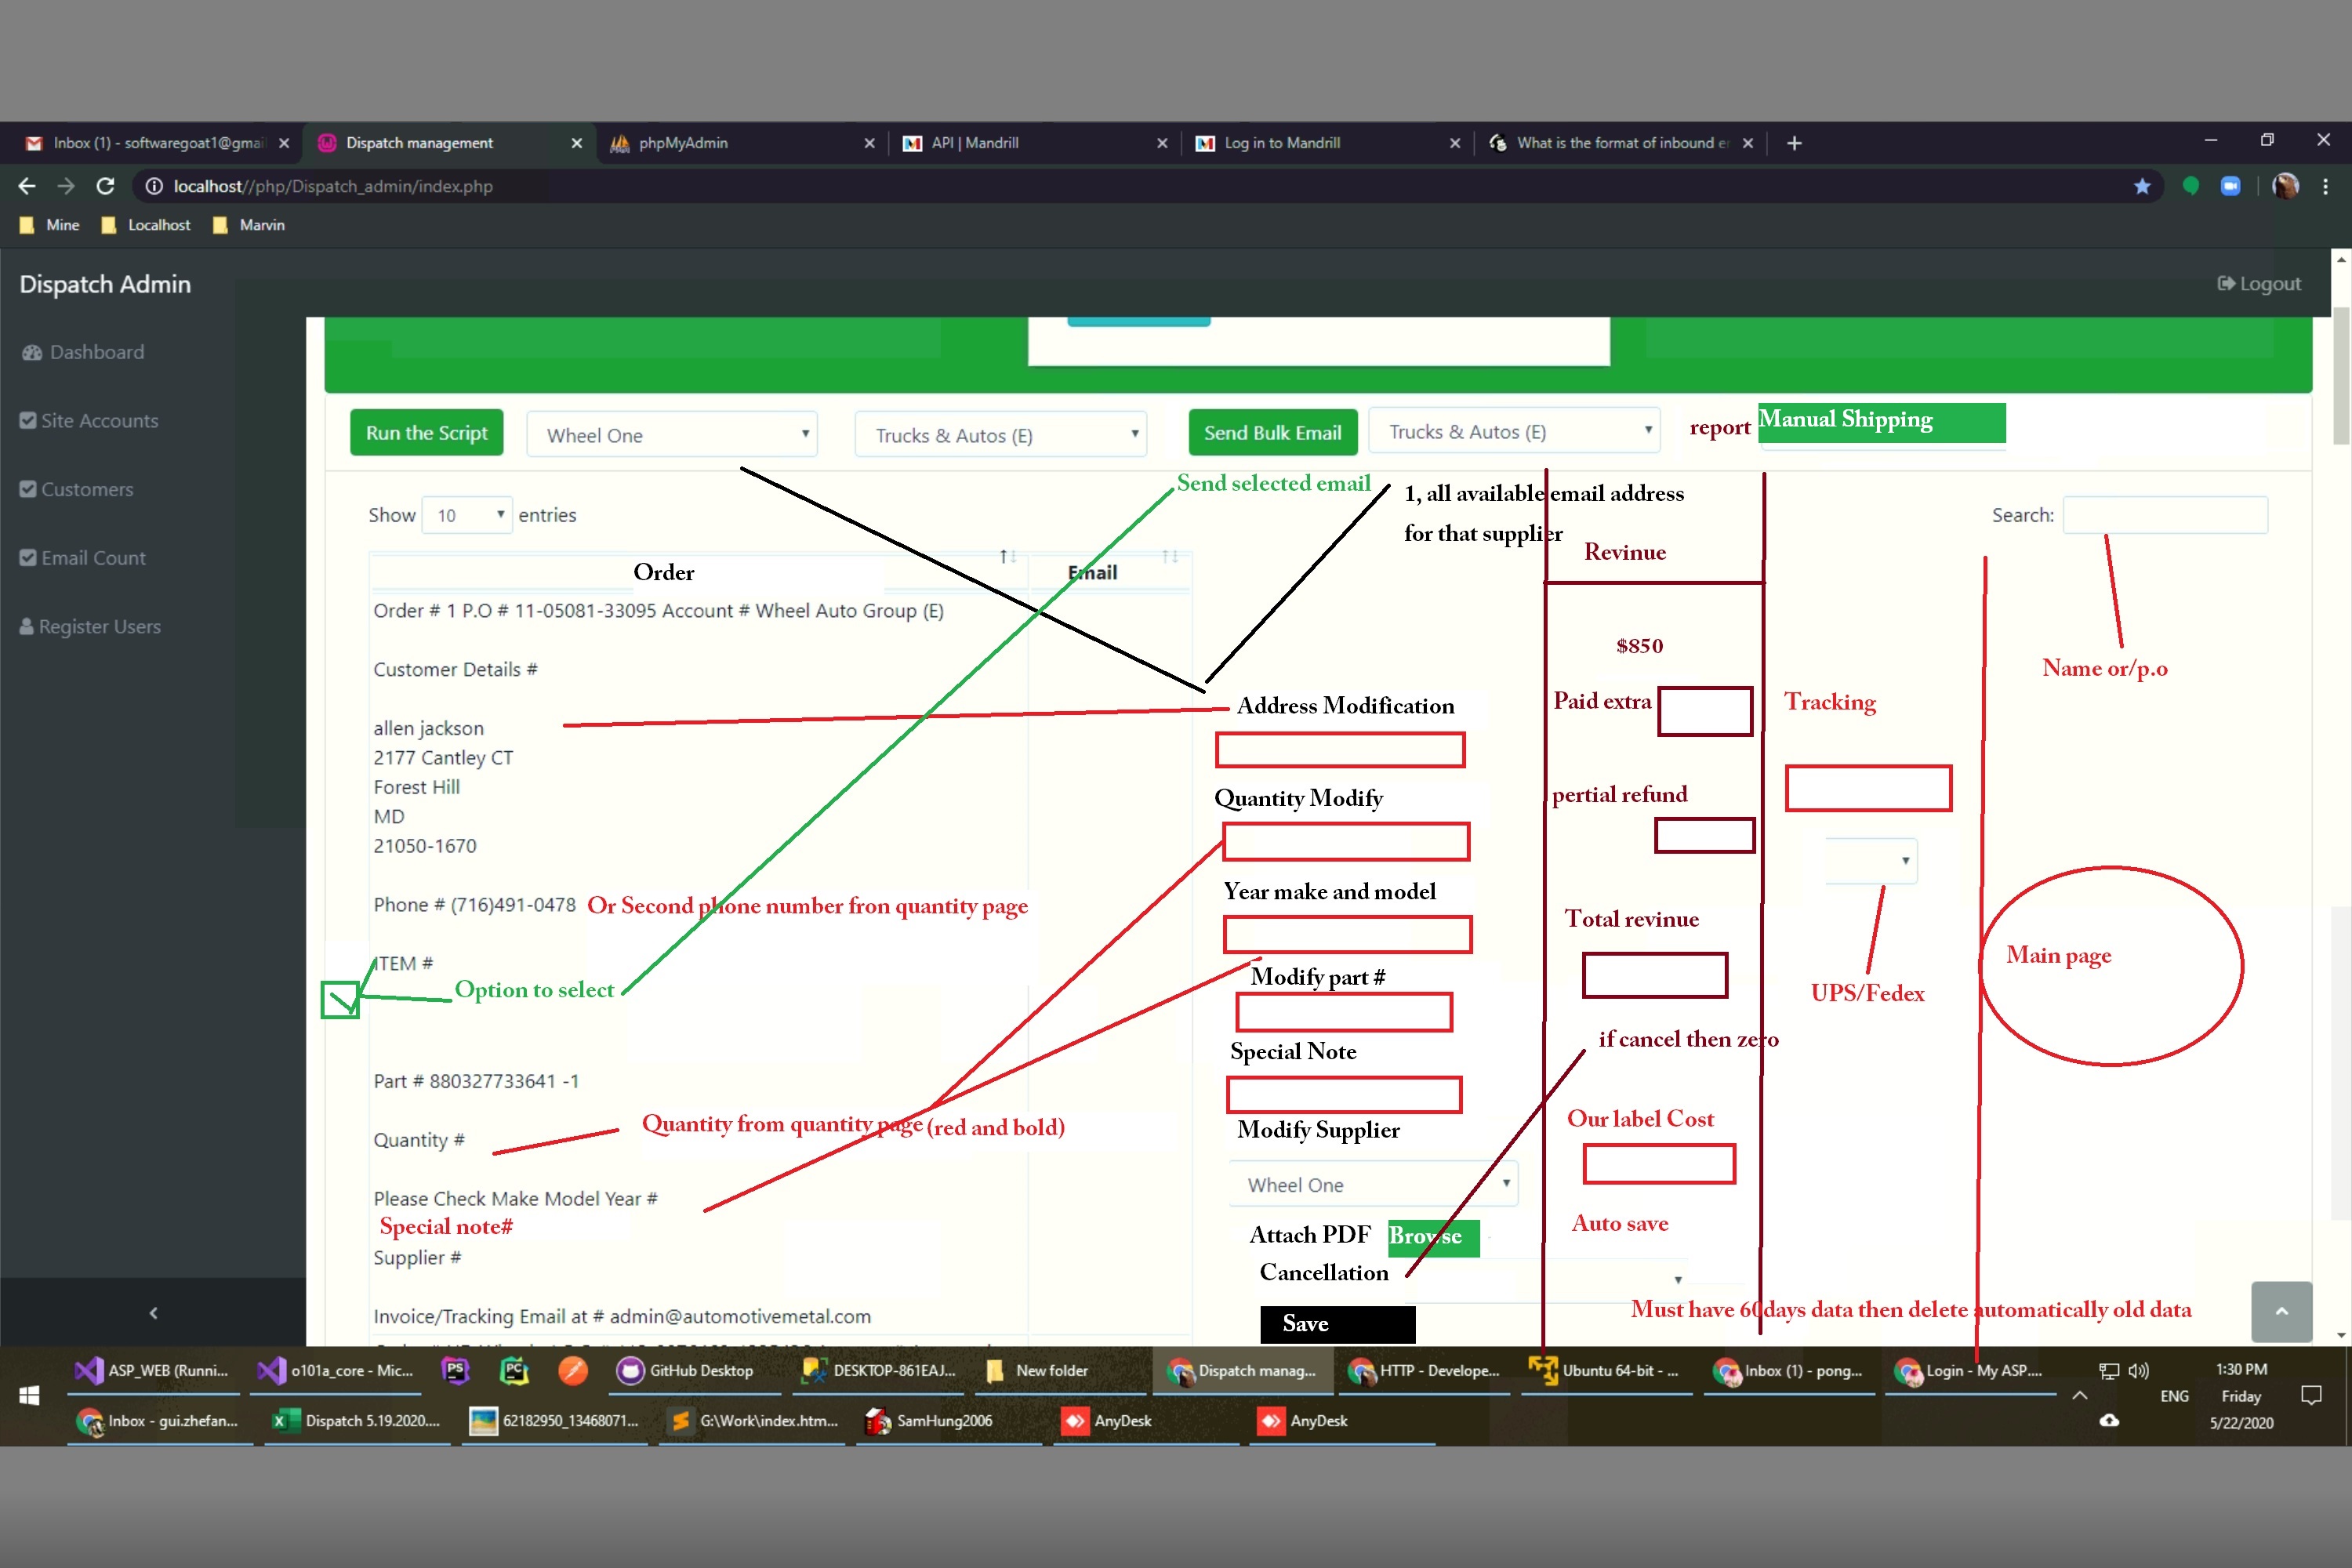 Inbox (1) - softwaregoat1@gmai
Dispatch management
phpMyAdmin
API | Mandrill
Log in to Mandrill
What is the format of inbound e
localhost//php/Dispatch_admin/index.php
Mine
Localhost
Marvin
Dispatch Admin
Logout
Dashboard
Site Accounts
Customers
Email Count
Register Users
Run the Script
Wheel One
Trucks & Autos (E)
Send Bulk Email
Trucks & Autos (E)
report
Manual Shipping
Send selected email
1, all available email address
for that supplier
Show 10 entries
Search:
Revinue
Order
Email
Order # 1 P.O # 11-05081-33095 Account # Wheel Auto Group (E)
Customer Details #
$850
Name or/p.o
allen jackson
2177 Cantley CT
Forest Hill
MD
21050-1670
Address Modification
Paid extra
Tracking
Quantity Modify
pertial refund
Phone # (716)491-0478
Or Second phone number fron quantity page
Year make and model
Total revinue
ITEM #
Option to select
Modify part #
UPS/Fedex
Main page
Special Note
if cancel then zero
Part # 880327733641 -1
Quantity #
Quantity from quantity page (red and bold)
Modify Supplier
Our label Cost
Please Check Make Model Year #
Special note#
Wheel One
Auto save
Supplier #
Attach PDF
Browse
Cancellation
Invoice/Tracking Email at # admin@automotivemetal.com
Save
Must have 60days data then delete automatically old data
ASP_WEB (Runni...
o101a_core - Mic...
PS
PC
GitHub Desktop
DESKTOP-861EAJ...
New folder
Dispatch manag...
HTTP - Develope...
Ubuntu 64-bit - ...
Inbox (1) - pong...
Login - My ASP....
1:30 PM
ENG
Friday
5/22/2020
Inbox - gui.zhefan...
Dispatch 5.19.2020....
62182950_13468071...
G:\Work\index.htm...
SamHung2006
AnyDesk
AnyDesk